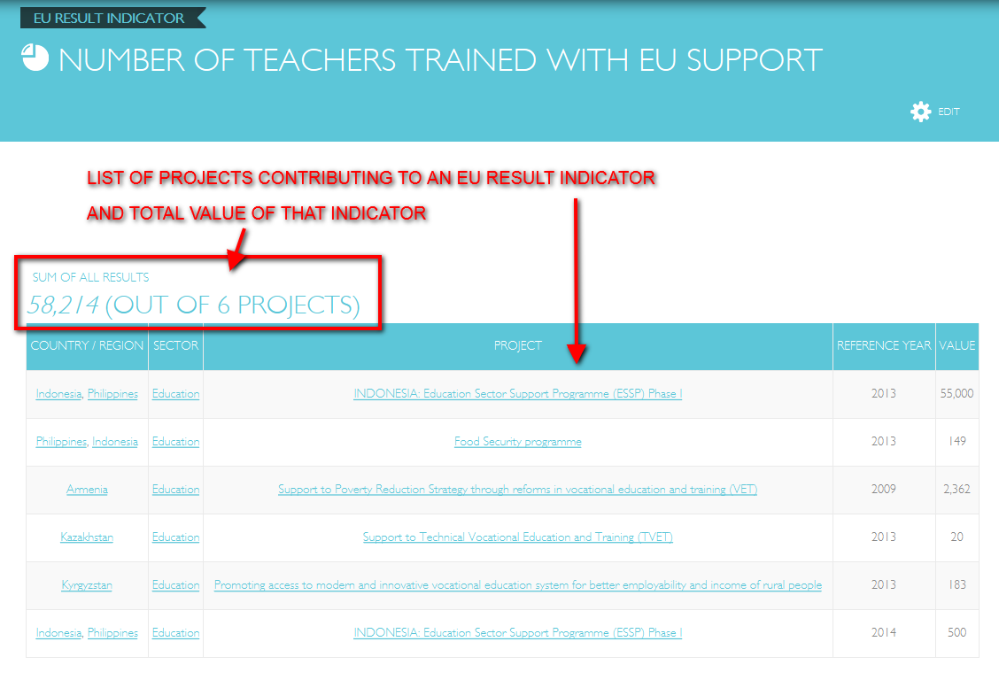 EU RESULT INDICATOR
NUMBER OF TEACHERS TRAINED WITH EU SUPPORT
EDIT
LIST OF PROJECTS CONTRIBUTING TO AN EU RESULT INDICATOR
AND TOTAL VALUE OF THAT INDICATOR
SUM OF ALL RESULTS
58,214 (OUT OF 6 PROJECTS)
COUNTRY / REGION SECTOR PROJECT REFERENCE YEAR VALUE
Indonesia, Philippines Education INDONESIA: Education Sector Support Programme (ESSP) Phase I 2013 55,000
Philippines, Indonesia Education Food Security programme 2013 149
Armenia Education Support to Poverty Reduction Strategy through reforms in vocational education and training (VET) 2009 2,362
Kazakhstan Education Support to Technical Vocational Education and Training (TVET) 2013 20
Kyrgyzstan Education Promoting access to modern and innovative vocational education system for better employability and income of rural people 2013 183
Indonesia, Philippines Education INDONESIA: Education Sector Support Programme (ESSP) Phase I 2014 500